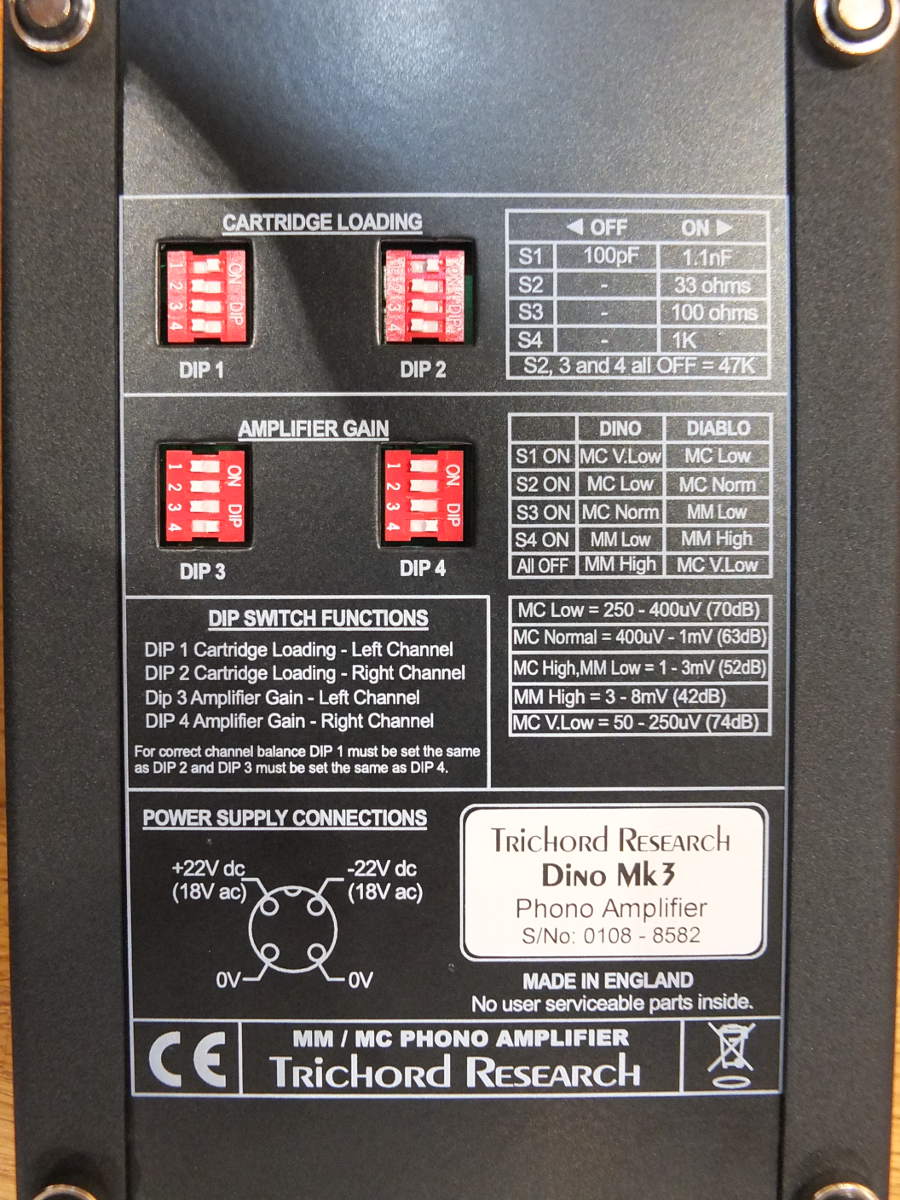 CARTRIDGE LOADING
1 2 3 4 ON DIP
DIP 1
1 2 3 4 ON DIP
DIP 2
◄ OFF ON ►
S1 100pF 1.1nF
S2 - 33 ohms
S3 - 100 ohms
S4 - 1K
S2, 3 and 4 all OFF = 47K
AMPLIFIER GAIN
1 2 3 4 ON DIP
DIP 3
1 2 3 4 ON DIP
DIP 4
DINO DIABLO
S1 ON MC V.Low MC Low
S2 ON MC Low MC Norm
S3 ON MC Norm MM Low
S4 ON MM Low MM High
All OFF MM High MC V.Low
DIP SWITCH FUNCTIONS
DIP 1 Cartridge Loading - Left Channel
DIP 2 Cartridge Loading - Right Channel
Dip 3 Amplifier Gain - Left Channel
DIP 4 Amplifier Gain - Right Channel
For correct channel balance DIP 1 must be set the same
as DIP 2 and DIP 3 must be set the same as DIP 4.
MC Low = 250 - 400uV (70dB)
MC Normal = 400uV - 1mV (63dB)
MC High,MM Low = 1 - 3mV (52dB)
MM High = 3 - 8mV (42dB)
MC V.Low = 50 - 250uV (74dB)
POWER SUPPLY CONNECTIONS
+22V dc
(18V ac)
-22V dc
(18V ac)
0V 0V
TRICHORD RESEARCH
DINO MK3
Phono Amplifier
S/No: 0108 - 8582
MADE IN ENGLAND
No user serviceable parts inside.
CE
MM / MC PHONO AMPLIFIER
TRICHORD RESEARCH